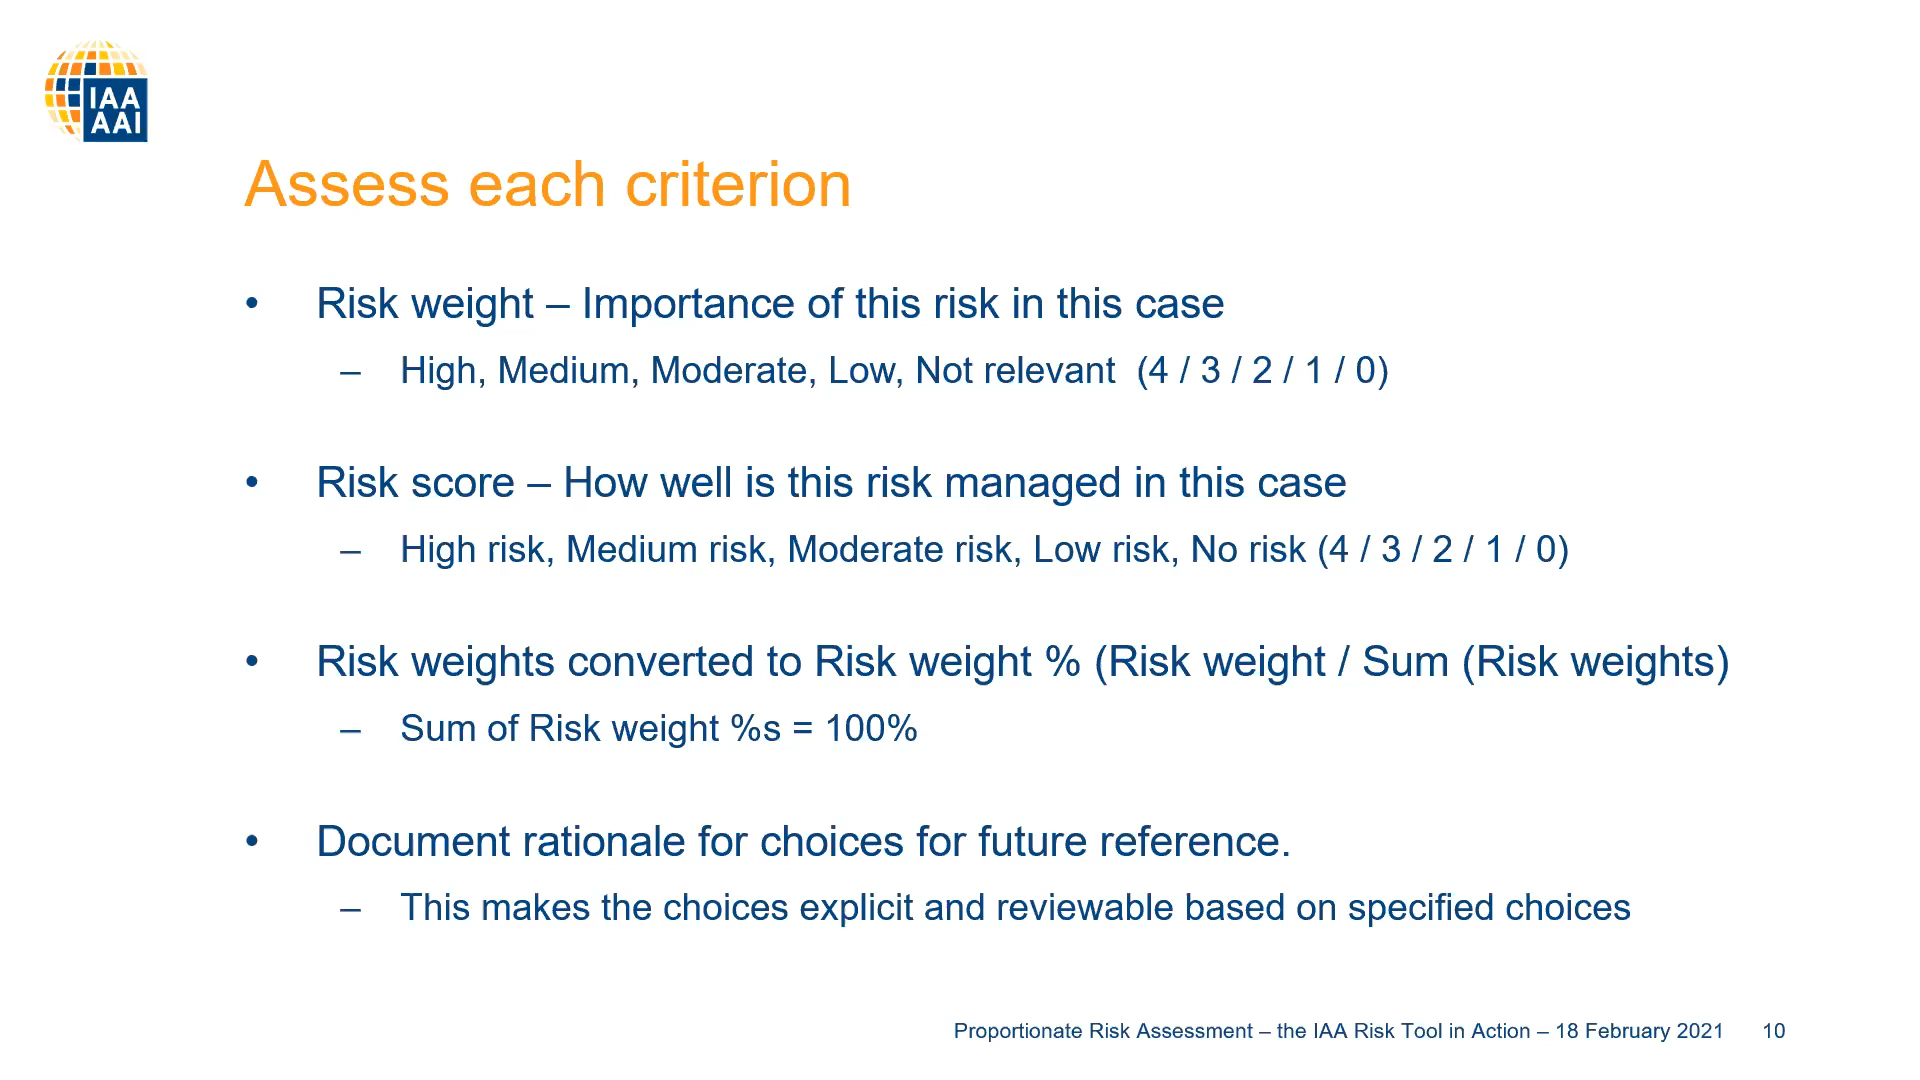 IAA
AAI
Assess each criterion
• Risk weight – Importance of this risk in this case
– High, Medium, Moderate, Low, Not relevant (4 / 3 / 2 / 1 / 0)
• Risk score – How well is this risk managed in this case
– High risk, Medium risk, Moderate risk, Low risk, No risk (4 / 3 / 2 / 1 / 0)
• Risk weights converted to Risk weight % (Risk weight / Sum (Risk weights)
– Sum of Risk weight %s = 100%
• Document rationale for choices for future reference.
– This makes the choices explicit and reviewable based on specified choices
Proportionate Risk Assessment – the IAA Risk Tool in Action – 18 February 2021 10